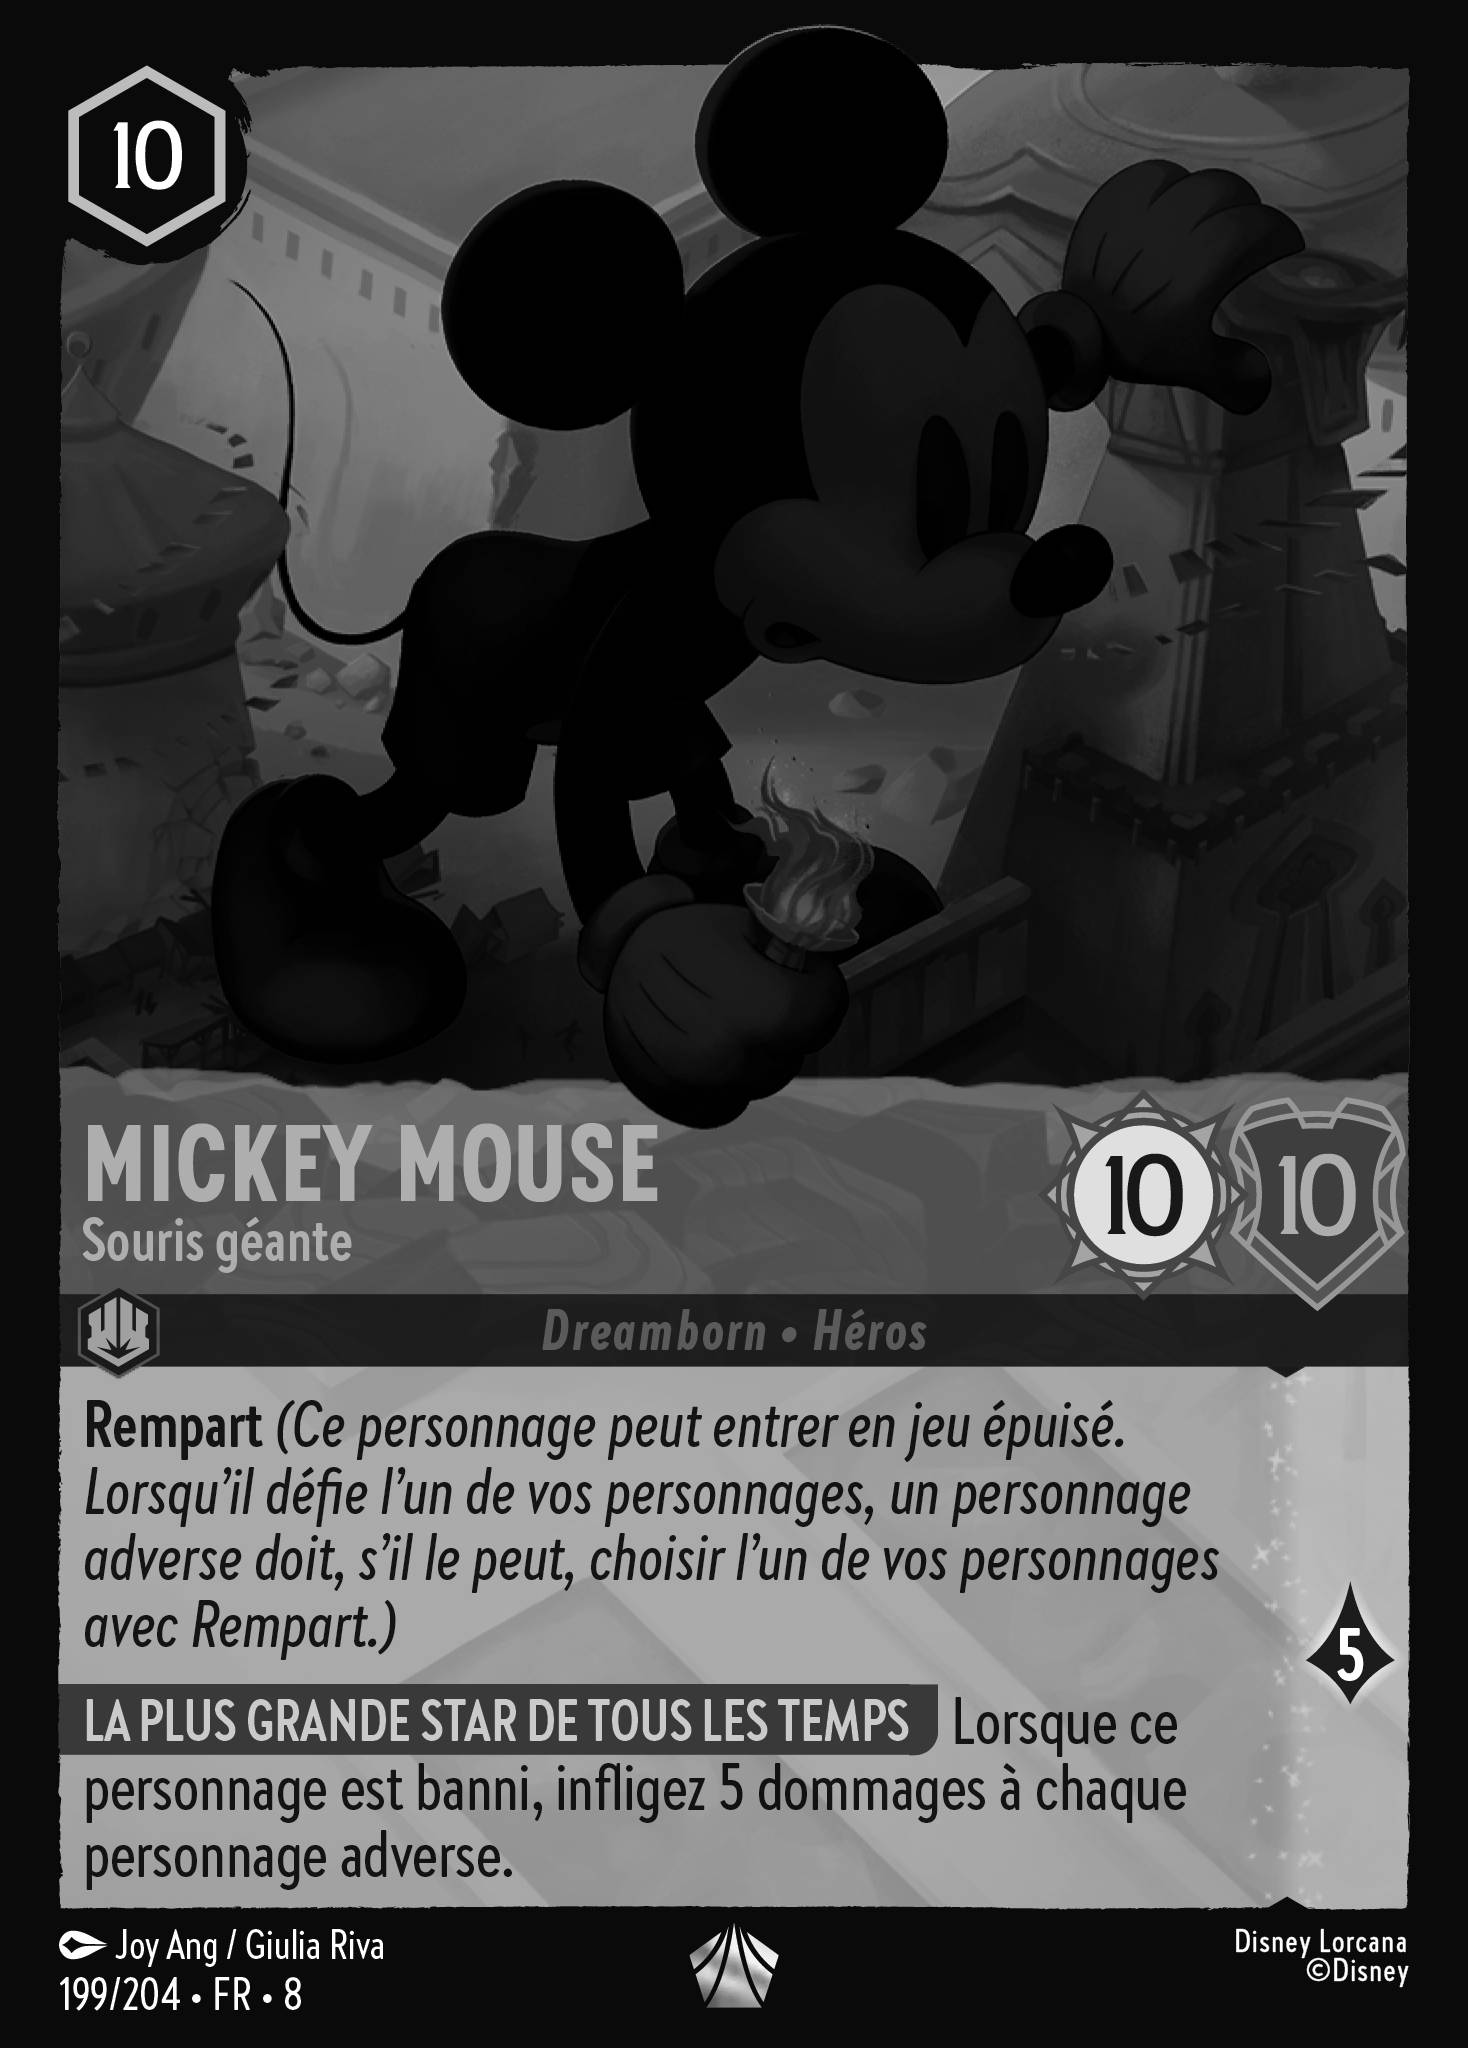 10
MICKEY MOUSE
Souris géante
10 10
Dreamborn • Héros
Rempart (Ce personnage peut entrer en jeu épuisé.
Lorsqu’il défie l’un de vos personnages, un personnage
adverse doit, s’il le peut, choisir l’un de vos personnages
avec Rempart.)
5
LA PLUS GRANDE STAR DE TOUS LES TEMPS Lorsque ce
personnage est banni, infligez 5 dommages à chaque
personnage adverse.
Joy Ang / Giulia Riva
199/204 • FR • 8
Disney Lorcana
©Disney